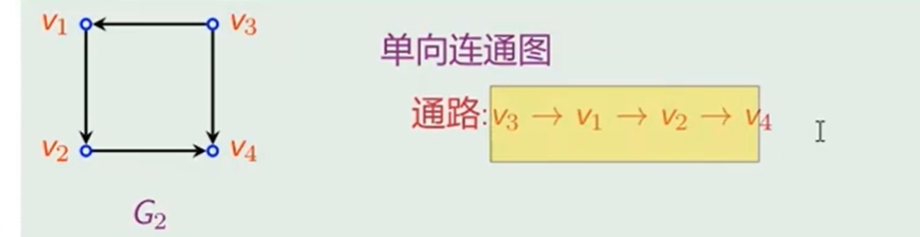 v₁ v₃
单向连通图
通路: v₃ → v₁ → v₂ → v₄
v₂ v₄
G₂